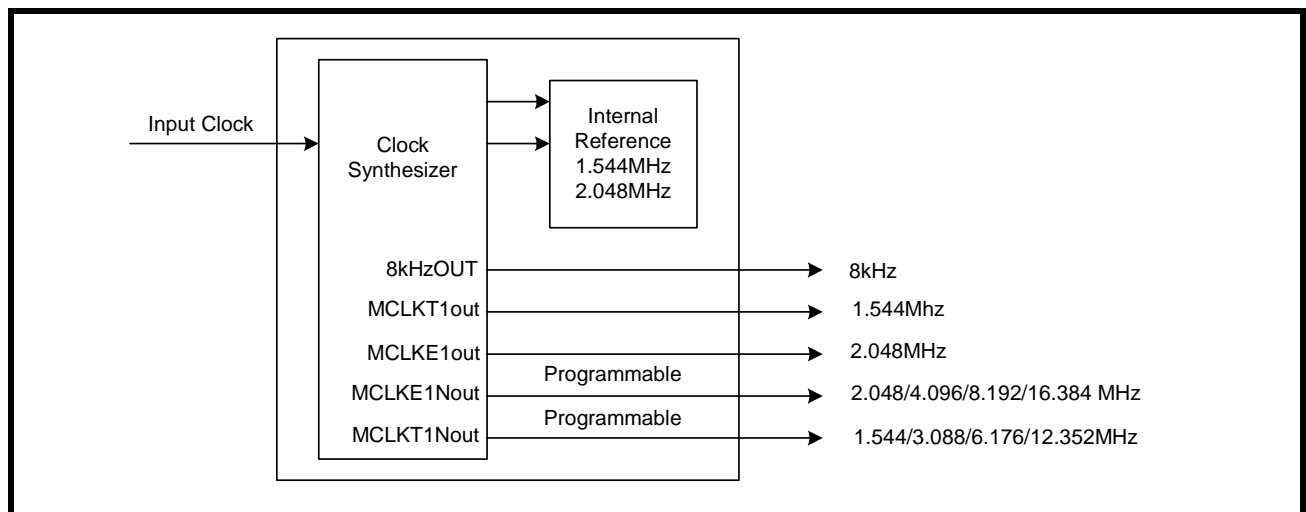 Input Clock
Clock
Synthesizer
Internal
Reference
1.544MHz
2.048MHz
8kHzOUT
8kHz
MCLKT1out
1.544Mhz
MCLKE1out
2.048MHz
Programmable
MCLKE1Nout
2.048/4.096/8.192/16.384 MHz
Programmable
MCLKT1Nout
1.544/3.088/6.176/12.352MHz